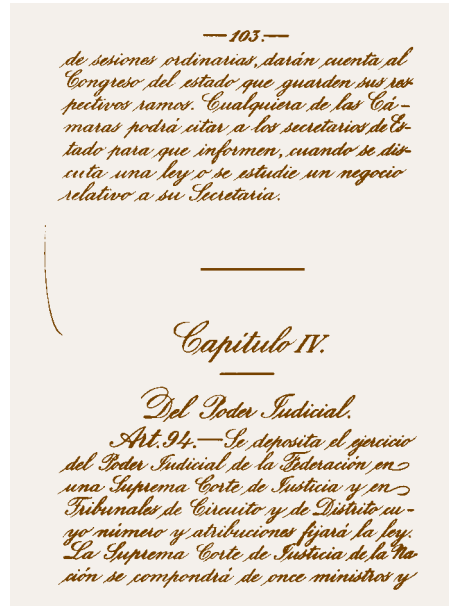 —103.—
de sesiones ordinarias, darán cuenta al
Congreso del estado que guarden sus res
pectivos ramos. Cualquiera de las Cá-
maras podrá citar a los secretarios de Es-
tado para que informen, cuando se dis-
cuta una ley o se estudie un negocio
relativo a su Secretaría.
Capítulo IV.
Del Poder Judicial.
Art. 94.—Se deposita el ejercicio
del Poder Judicial de la Federación en
una Suprema Corte de Justicia y en
Tribunales de Circuito y de Distrito cu-
yo número y atribuciones fijará la ley.
La Suprema Corte de Justicia de la Na
ción se compondrá de once ministros y